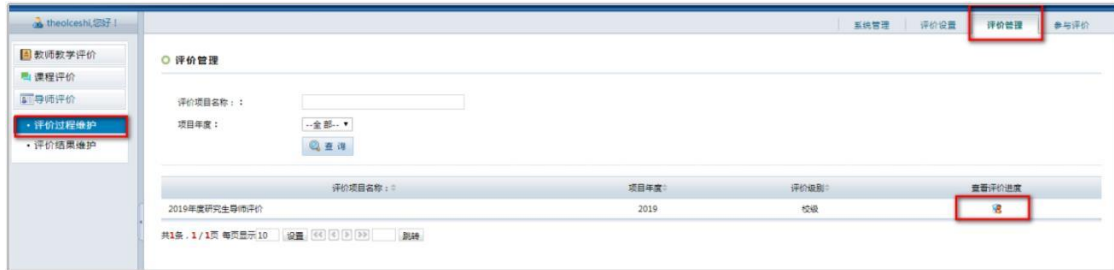 theolceshi,您好！
系统管理 评价设置 评价管理 参与评价
教师教学评价
课程评价
导师评价
• 评价过程维护
• 评价结果维护
评价管理
评价项目名称：：
项目年度：
--全 部--
查 询
评价项目名称：： 项目年度 评价级别 查看评价进度
2019年度研究生导师评价 2019 校级
共1条，1 / 1页 每页显示 10 设置 跳转